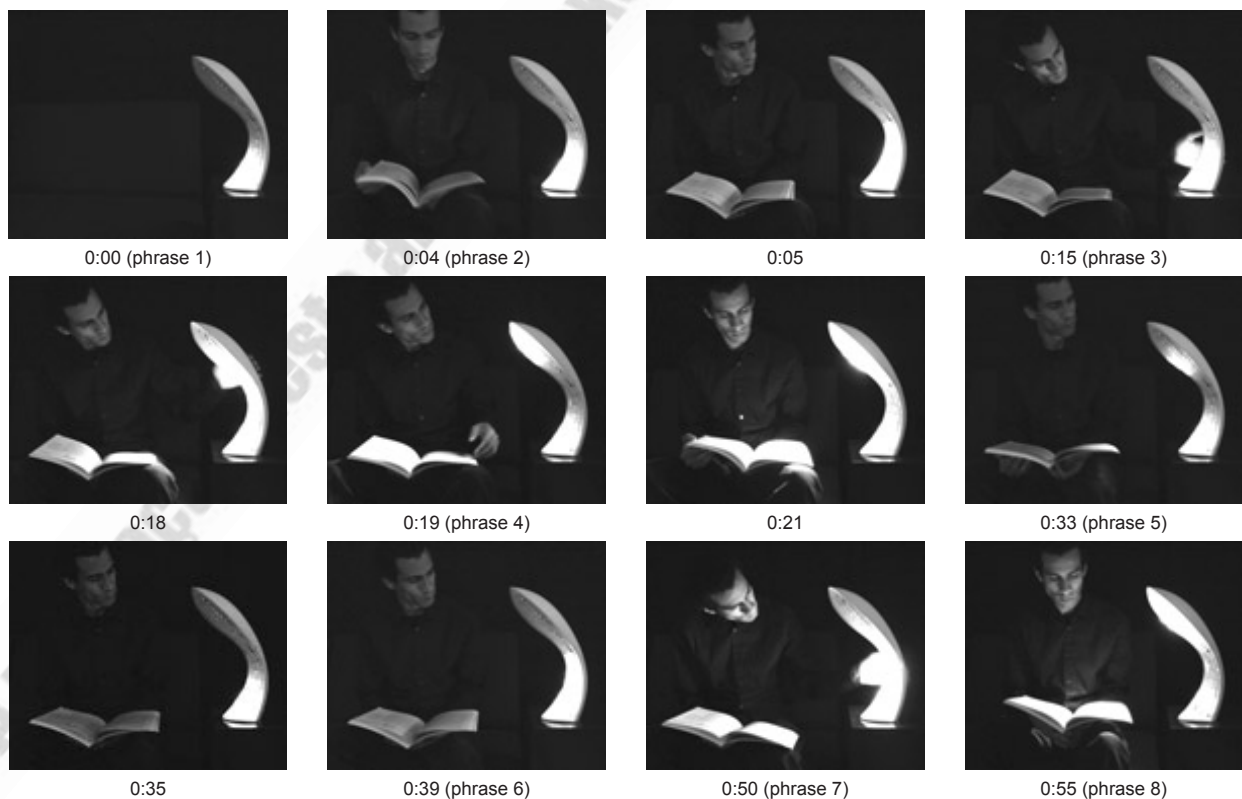 0:00 (phrase 1)
0:04 (phrase 2)
0:05
0:15 (phrase 3)
0:18
0:19 (phrase 4)
0:21
0:33 (phrase 5)
0:35
0:39 (phrase 6)
0:50 (phrase 7)
0:55 (phrase 8)